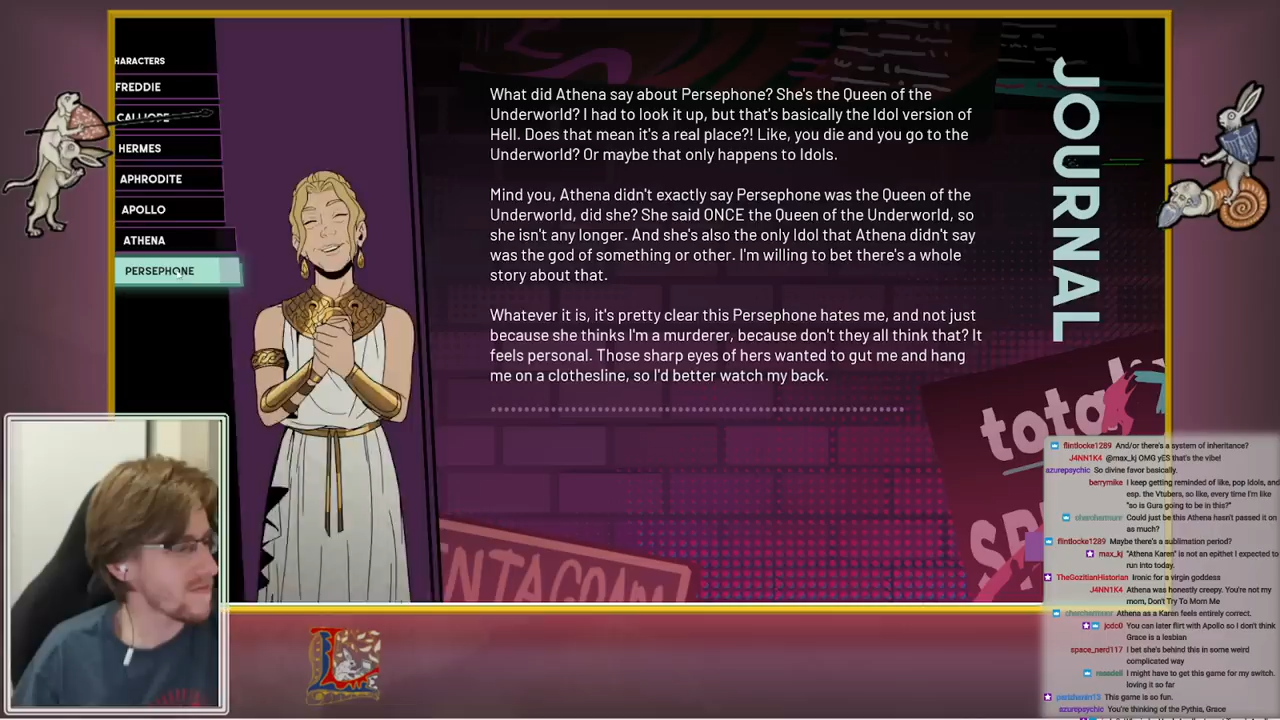 HARACTERS
FREDDIE
CALLIOPE
HERMES
APHRODITE
APOLLO
ATHENA
PERSEPHONE
What did Athena say about Persephone? She's the Queen of the
Underworld? I had to look it up, but that's basically the Idol version of
Hell. Does that mean it's a real place?! Like, you die and you go to the
Underworld? Or maybe that only happens to Idols.
Mind you, Athena didn't exactly say Persephone was the Queen of the
Underworld, did she? She said ONCE the Queen of the Underworld, so
she isn't any longer. And she's also the only Idol that Athena didn't say
was the god of something or other. I'm willing to bet there's a whole
story about that.
Whatever it is, it's pretty clear this Persephone hates me, and not just
because she thinks I'm a murderer, because don't they all think that? It
feels personal. Those sharp eyes of hers wanted to gut me and hang
me on a clothesline, so I'd better watch my back.
JOURNAL
flintlocke1289 And/or there's a system of inheritance?
J4NN1K4 @max_kj OMG yES that's the vibe!
azurepsychic So divine favor basically.
berrymike I keep getting reminded of like, pop Idols, and
esp. the Vtubers, so like, every time I'm like
"so is Gura going to be in this?"
Could just be this Athena hasn't passed it on
as much?
flintlocke1289 Maybe there's a sublimation period?
max_kj "Athena Karen" is not an epithet I expected to
run into today.
TheGozitianHistorian Ironic for a virgin goddess
J4NN1K4 Athena was honestly creepy. You're not my
mom, Don't Try To Mom Me
Athena as a Karen feels entirely correct.
jodc0 You can later flirt with Apollo so I don't think
Grace is a lesbian
space_nerd117 I bet she's behind this in some weird
complicated way
I might have to get this game for my switch.
loving it so far
This game is so fun.
azurepsychic You're thinking of the Pythia, Grace